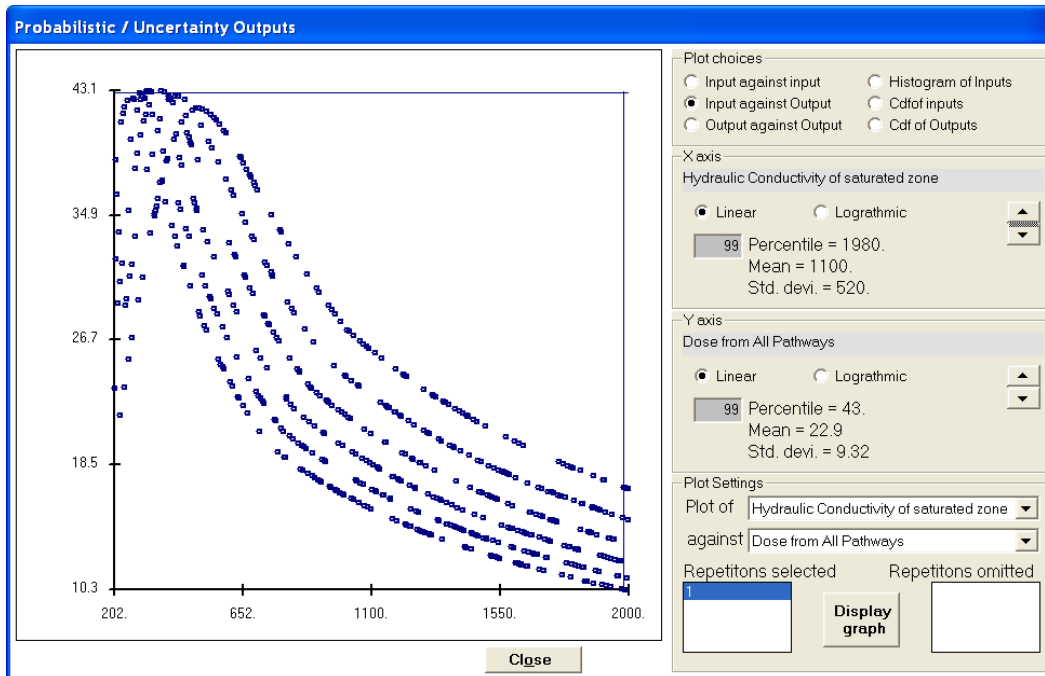 Probabilistic / Uncertainty Outputs
43.1
34.9
26.7
18.5
10.3
202.
652.
1100.
1550.
2000.
Close
Plot choices
Input against input
Histogram of Inputs
Input against Output
Cdfof inputs
Output against Output
Cdf of Outputs
X axis
Hydraulic Conductivity of saturated zone
Linear
Lograthmic
99 Percentile = 1980.
Mean = 1100.
Std. devi. = 520.
Y axis
Dose from All Pathways
Linear
Lograthmic
99 Percentile = 43.
Mean = 22.9
Std. devi. = 9.32
Plot Settings
Plot of Hydraulic Conductivity of saturated zone
against Dose from All Pathways
Repetitons selected
Repetitons omitted
1
Display
graph